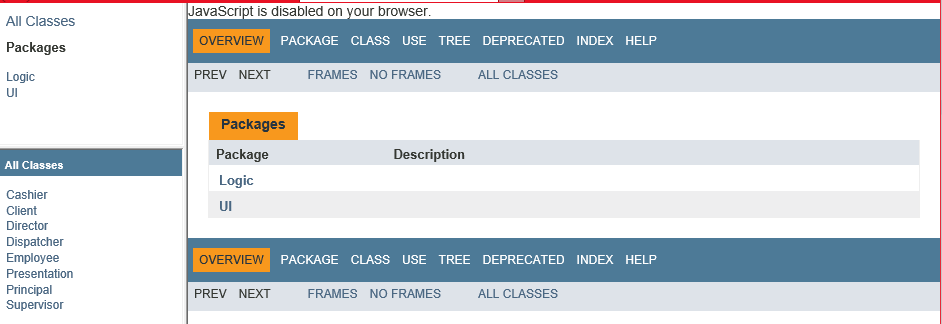 All Classes
Packages
Logic
UI
All Classes
Cashier
Client
Director
Dispatcher
Employee
Presentation
Principal
Supervisor
JavaScript is disabled on your browser.
OVERVIEW PACKAGE CLASS USE TREE DEPRECATED INDEX HELP
PREV NEXT FRAMES NO FRAMES ALL CLASSES
Packages
Package Description
Logic
UI
OVERVIEW PACKAGE CLASS USE TREE DEPRECATED INDEX HELP
PREV NEXT FRAMES NO FRAMES ALL CLASSES